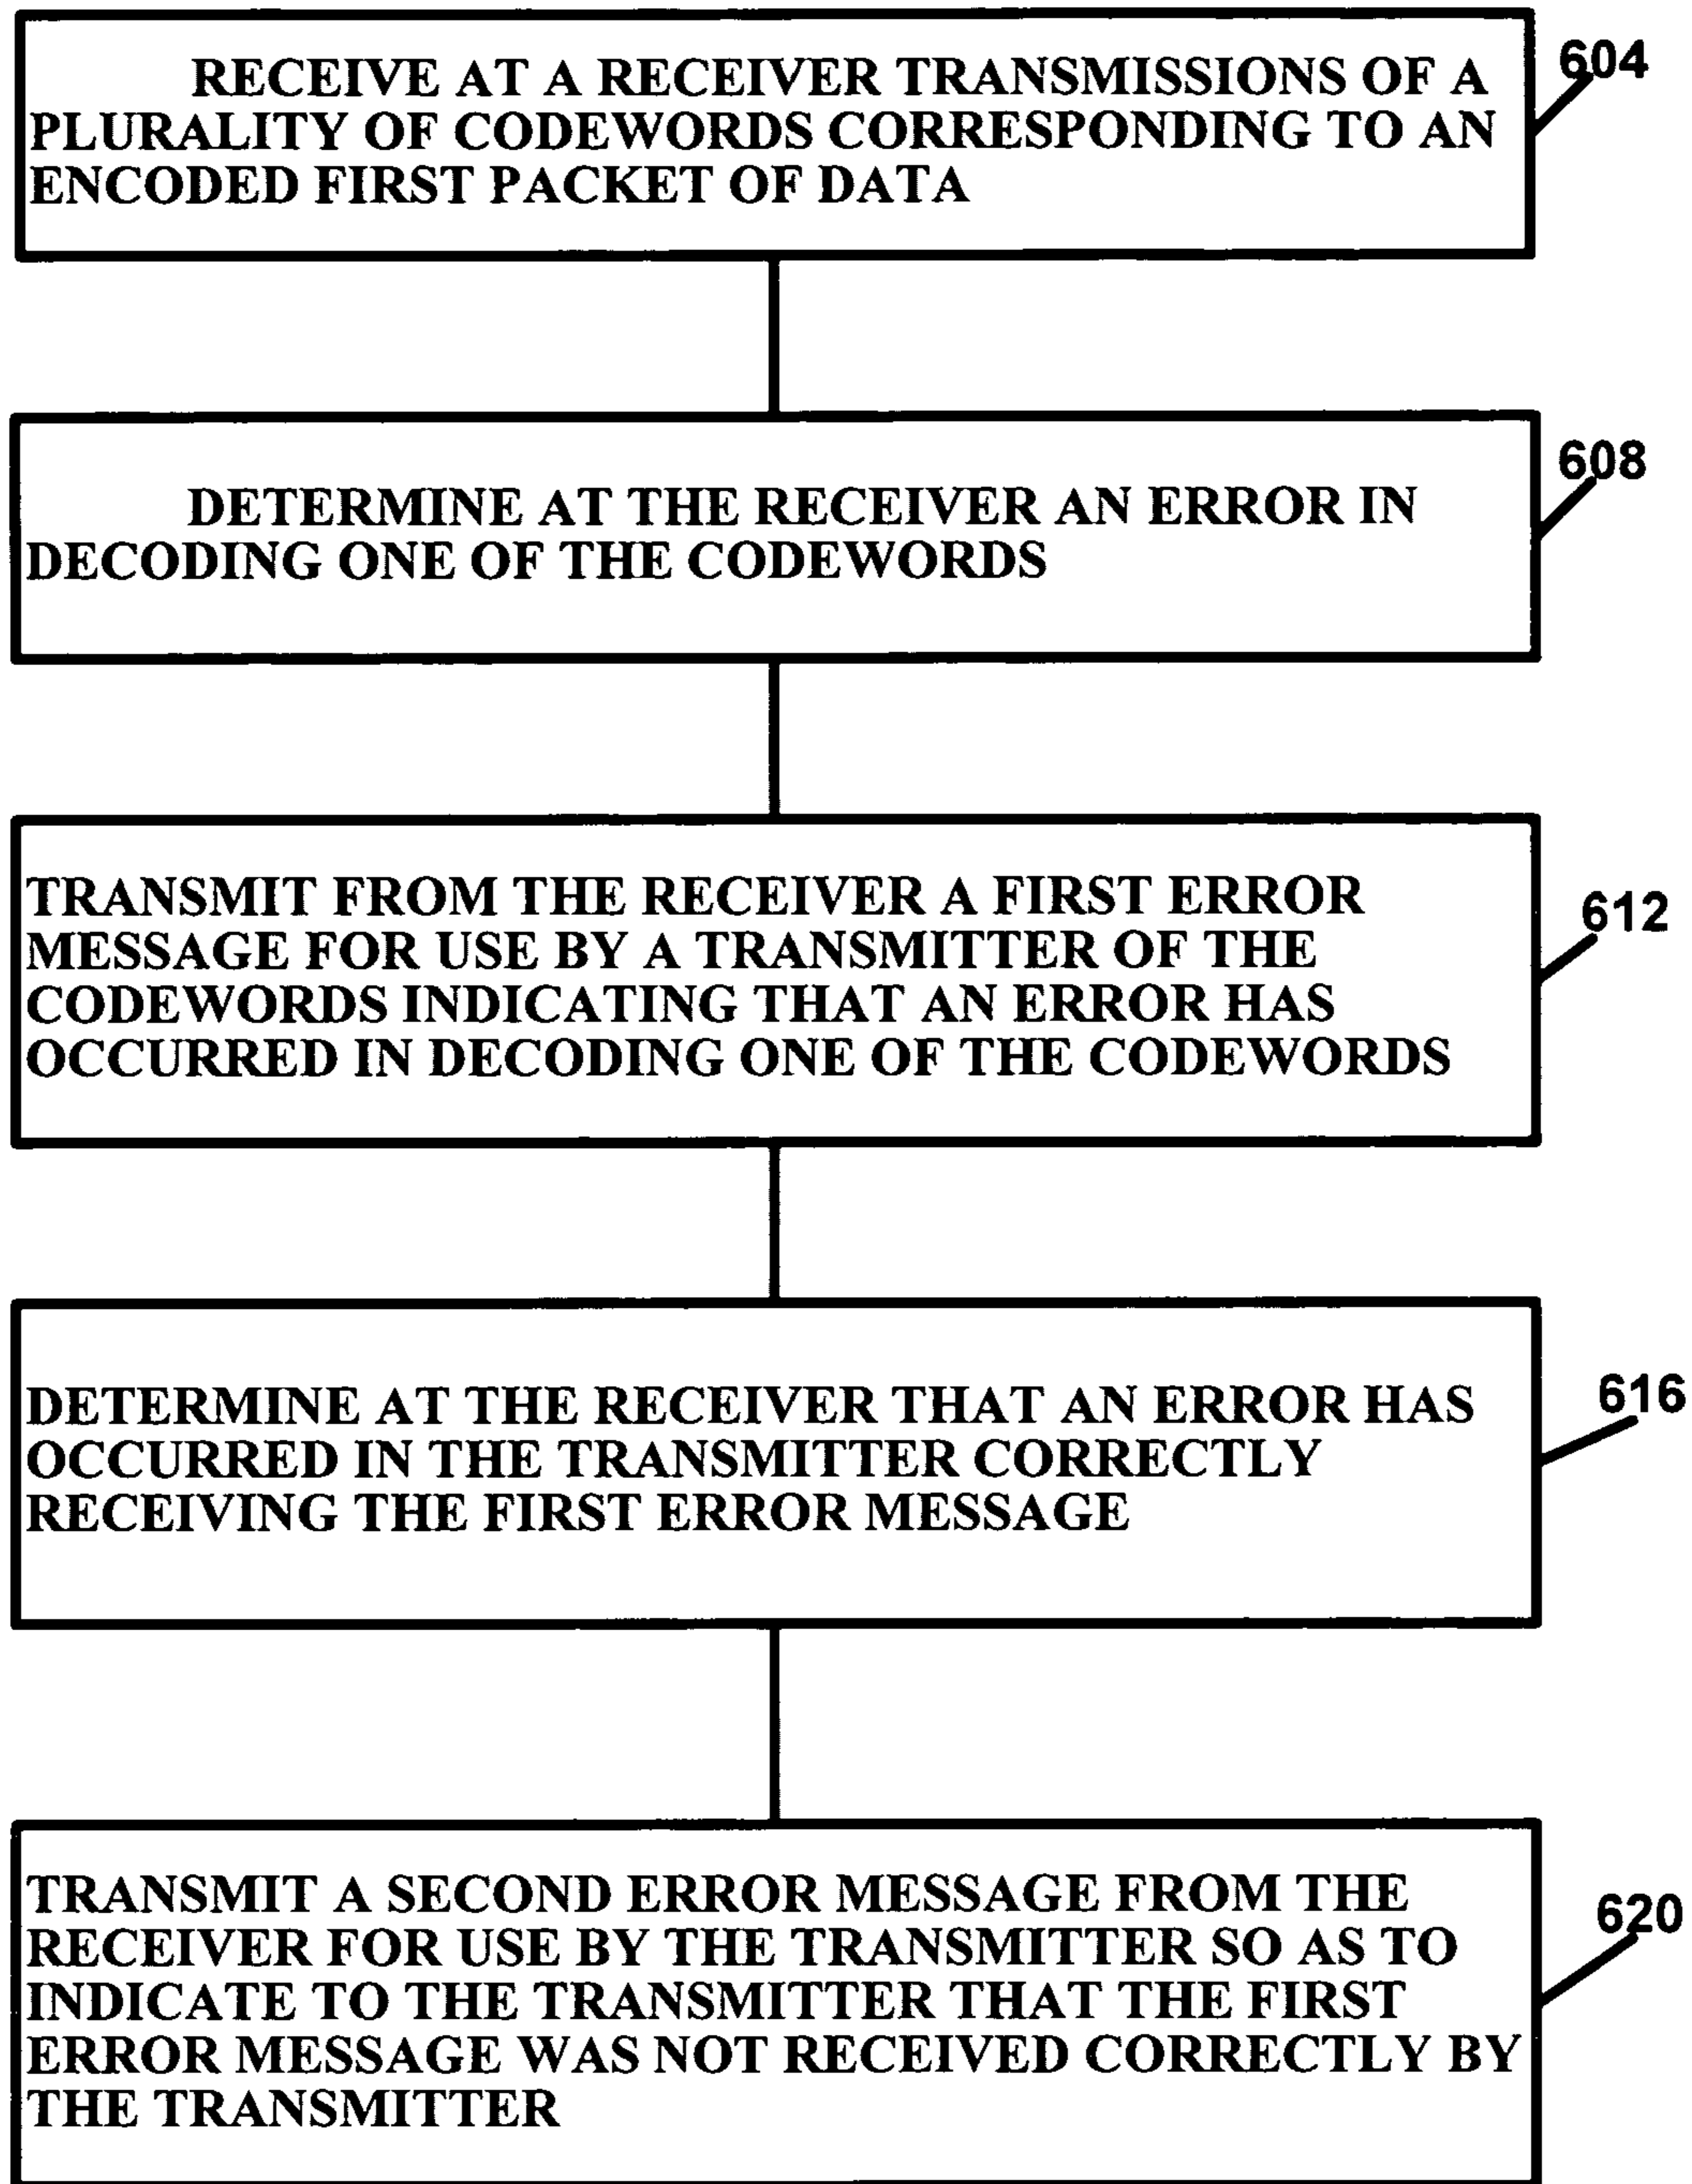 RECEIVE AT A RECEIVER TRANSMISSIONS OF A
PLURALITY OF CODEWORDS CORRESPONDING TO AN
ENCODED FIRST PACKET OF DATA
604
DETERMINE AT THE RECEIVER AN ERROR IN
DECODING ONE OF THE CODEWORDS
608
TRANSMIT FROM THE RECEIVER A FIRST ERROR
MESSAGE FOR USE BY A TRANSMITTER OF THE
CODEWORDS INDICATING THAT AN ERROR HAS
OCCURRED IN DECODING ONE OF THE CODEWORDS
612
DETERMINE AT THE RECEIVER THAT AN ERROR HAS
OCCURRED IN THE TRANSMITTER CORRECTLY
RECEIVING THE FIRST ERROR MESSAGE
616
TRANSMIT A SECOND ERROR MESSAGE FROM THE
RECEIVER FOR USE BY THE TRANSMITTER SO AS TO
INDICATE TO THE TRANSMITTER THAT THE FIRST
ERROR MESSAGE WAS NOT RECEIVED CORRECTLY BY
THE TRANSMITTER
620